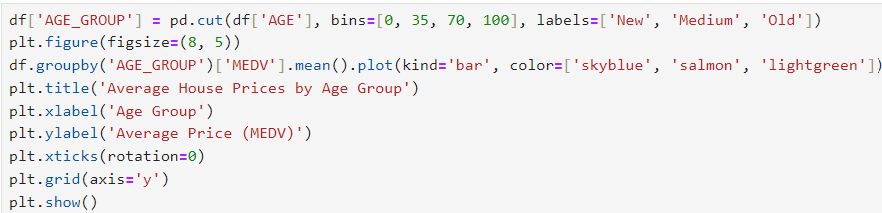 df['AGE_GROUP'] = pd.cut(df['AGE'], bins=[0, 35, 70, 100], labels=['New', 'Medium', 'Old'])
plt.figure(figsize=(8, 5))
df.groupby('AGE_GROUP')['MEDV'].mean().plot(kind='bar', color=['skyblue', 'salmon', 'lightgreen'])
plt.title('Average House Prices by Age Group')
plt.xlabel('Age Group')
plt.ylabel('Average Price (MEDV)')
plt.xticks(rotation=0)
plt.grid(axis='y')
plt.show()